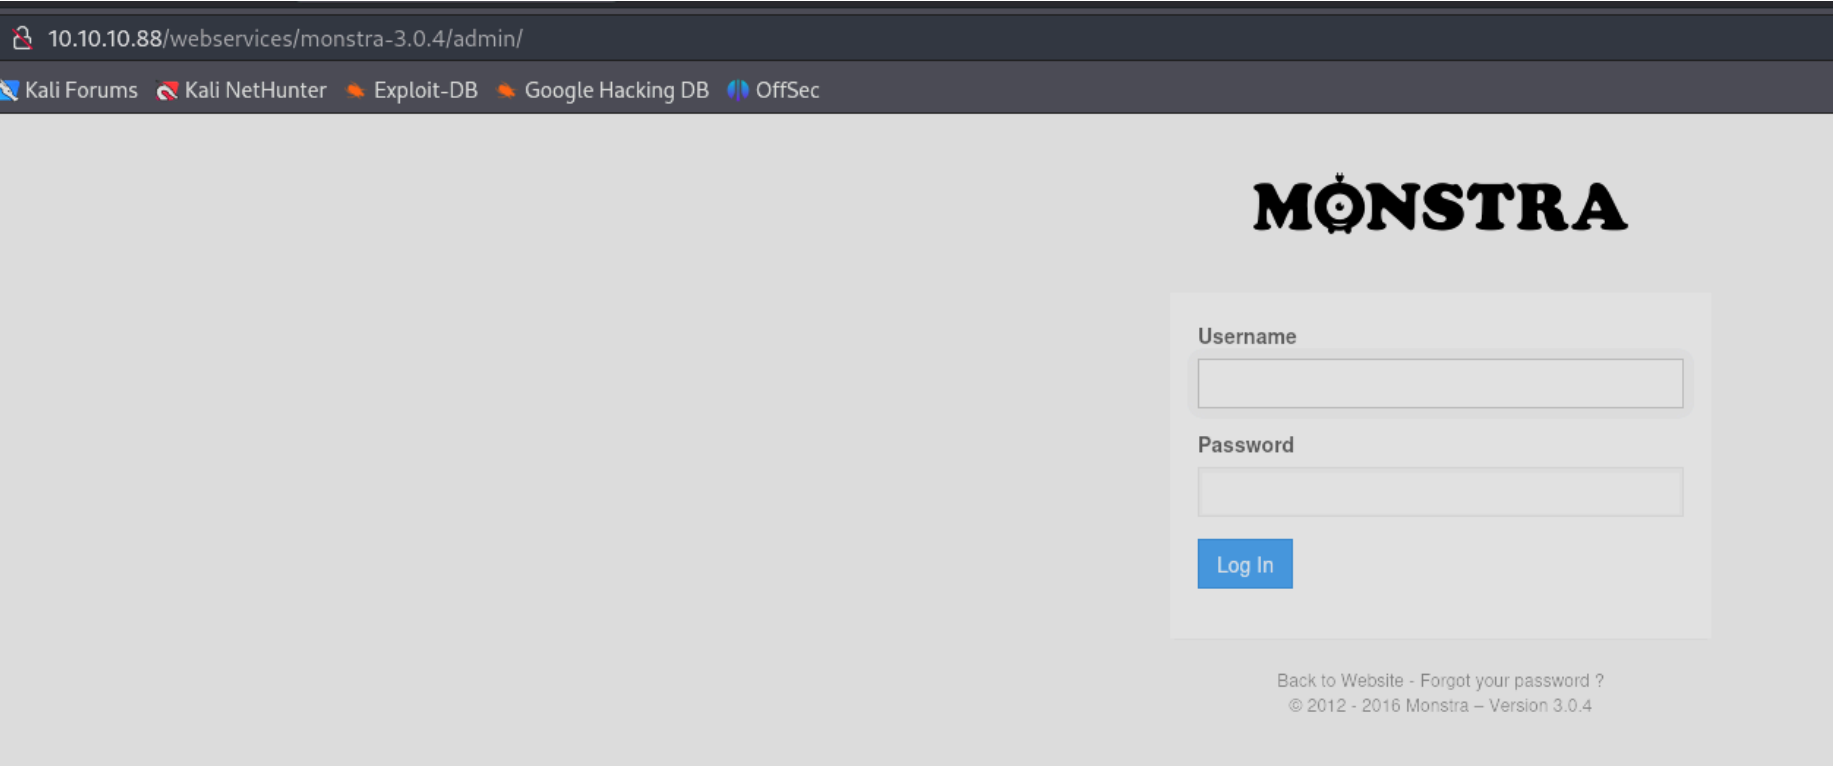 10.10.10.88/webservices/monstra-3.0.4/admin/
Kali Forums Kali NetHunter Exploit-DB Google Hacking DB OffSec
MONSTRA
Username
Password
Log In
Back to Website - Forgot your password ?
© 2012 - 2016 Monstra – Version 3.0.4